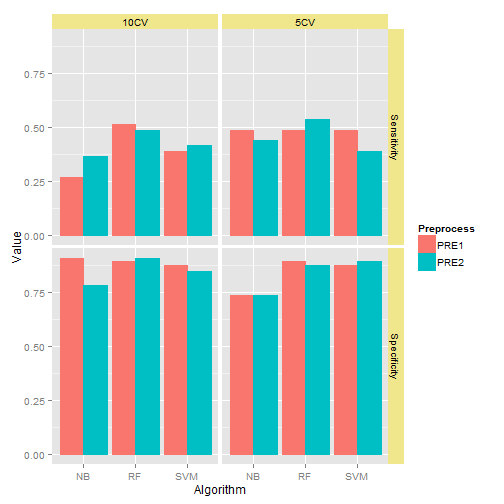 10CV 5CV
0.75
0.50
0.25
0.00
Sensitivity
0.75
0.50
0.25
0.00
Specificity
Value
NB RF SVM NB RF SVM
Algorithm
Preprocess
PRE1
PRE2